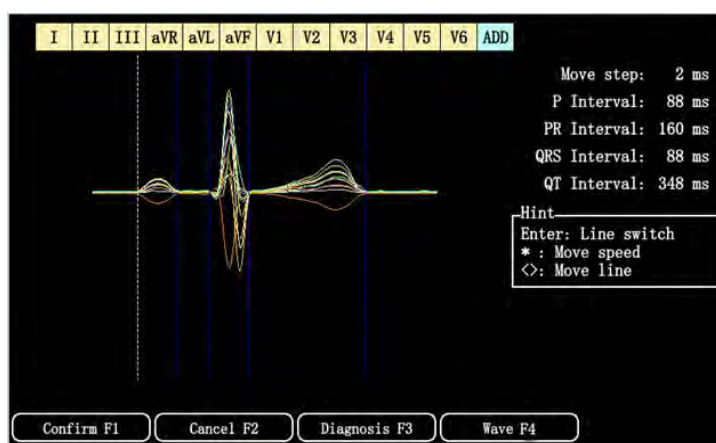 I II III aVR aVL aVF V1 V2 V3 V4 V5 V6 ADD
Move step: 2 ms
P Interval: 88 ms
PR Interval: 160 ms
QRS Interval: 88 ms
QT Interval: 348 ms
Hint
Enter: Line switch
* : Move speed
<>: Move line
Confirm F1 Cancel F2 Diagnosis F3 Wave F4